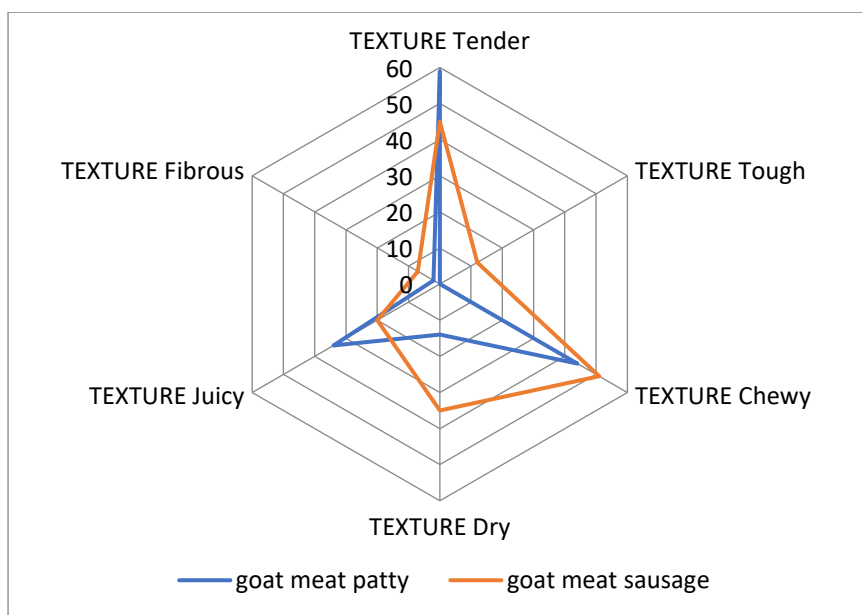 TEXTURE Tender
60
50
40
30
20
10
0
TEXTURE Fibrous
TEXTURE Tough
TEXTURE Juicy
TEXTURE Chewy
TEXTURE Dry
goat meat patty
goat meat sausage